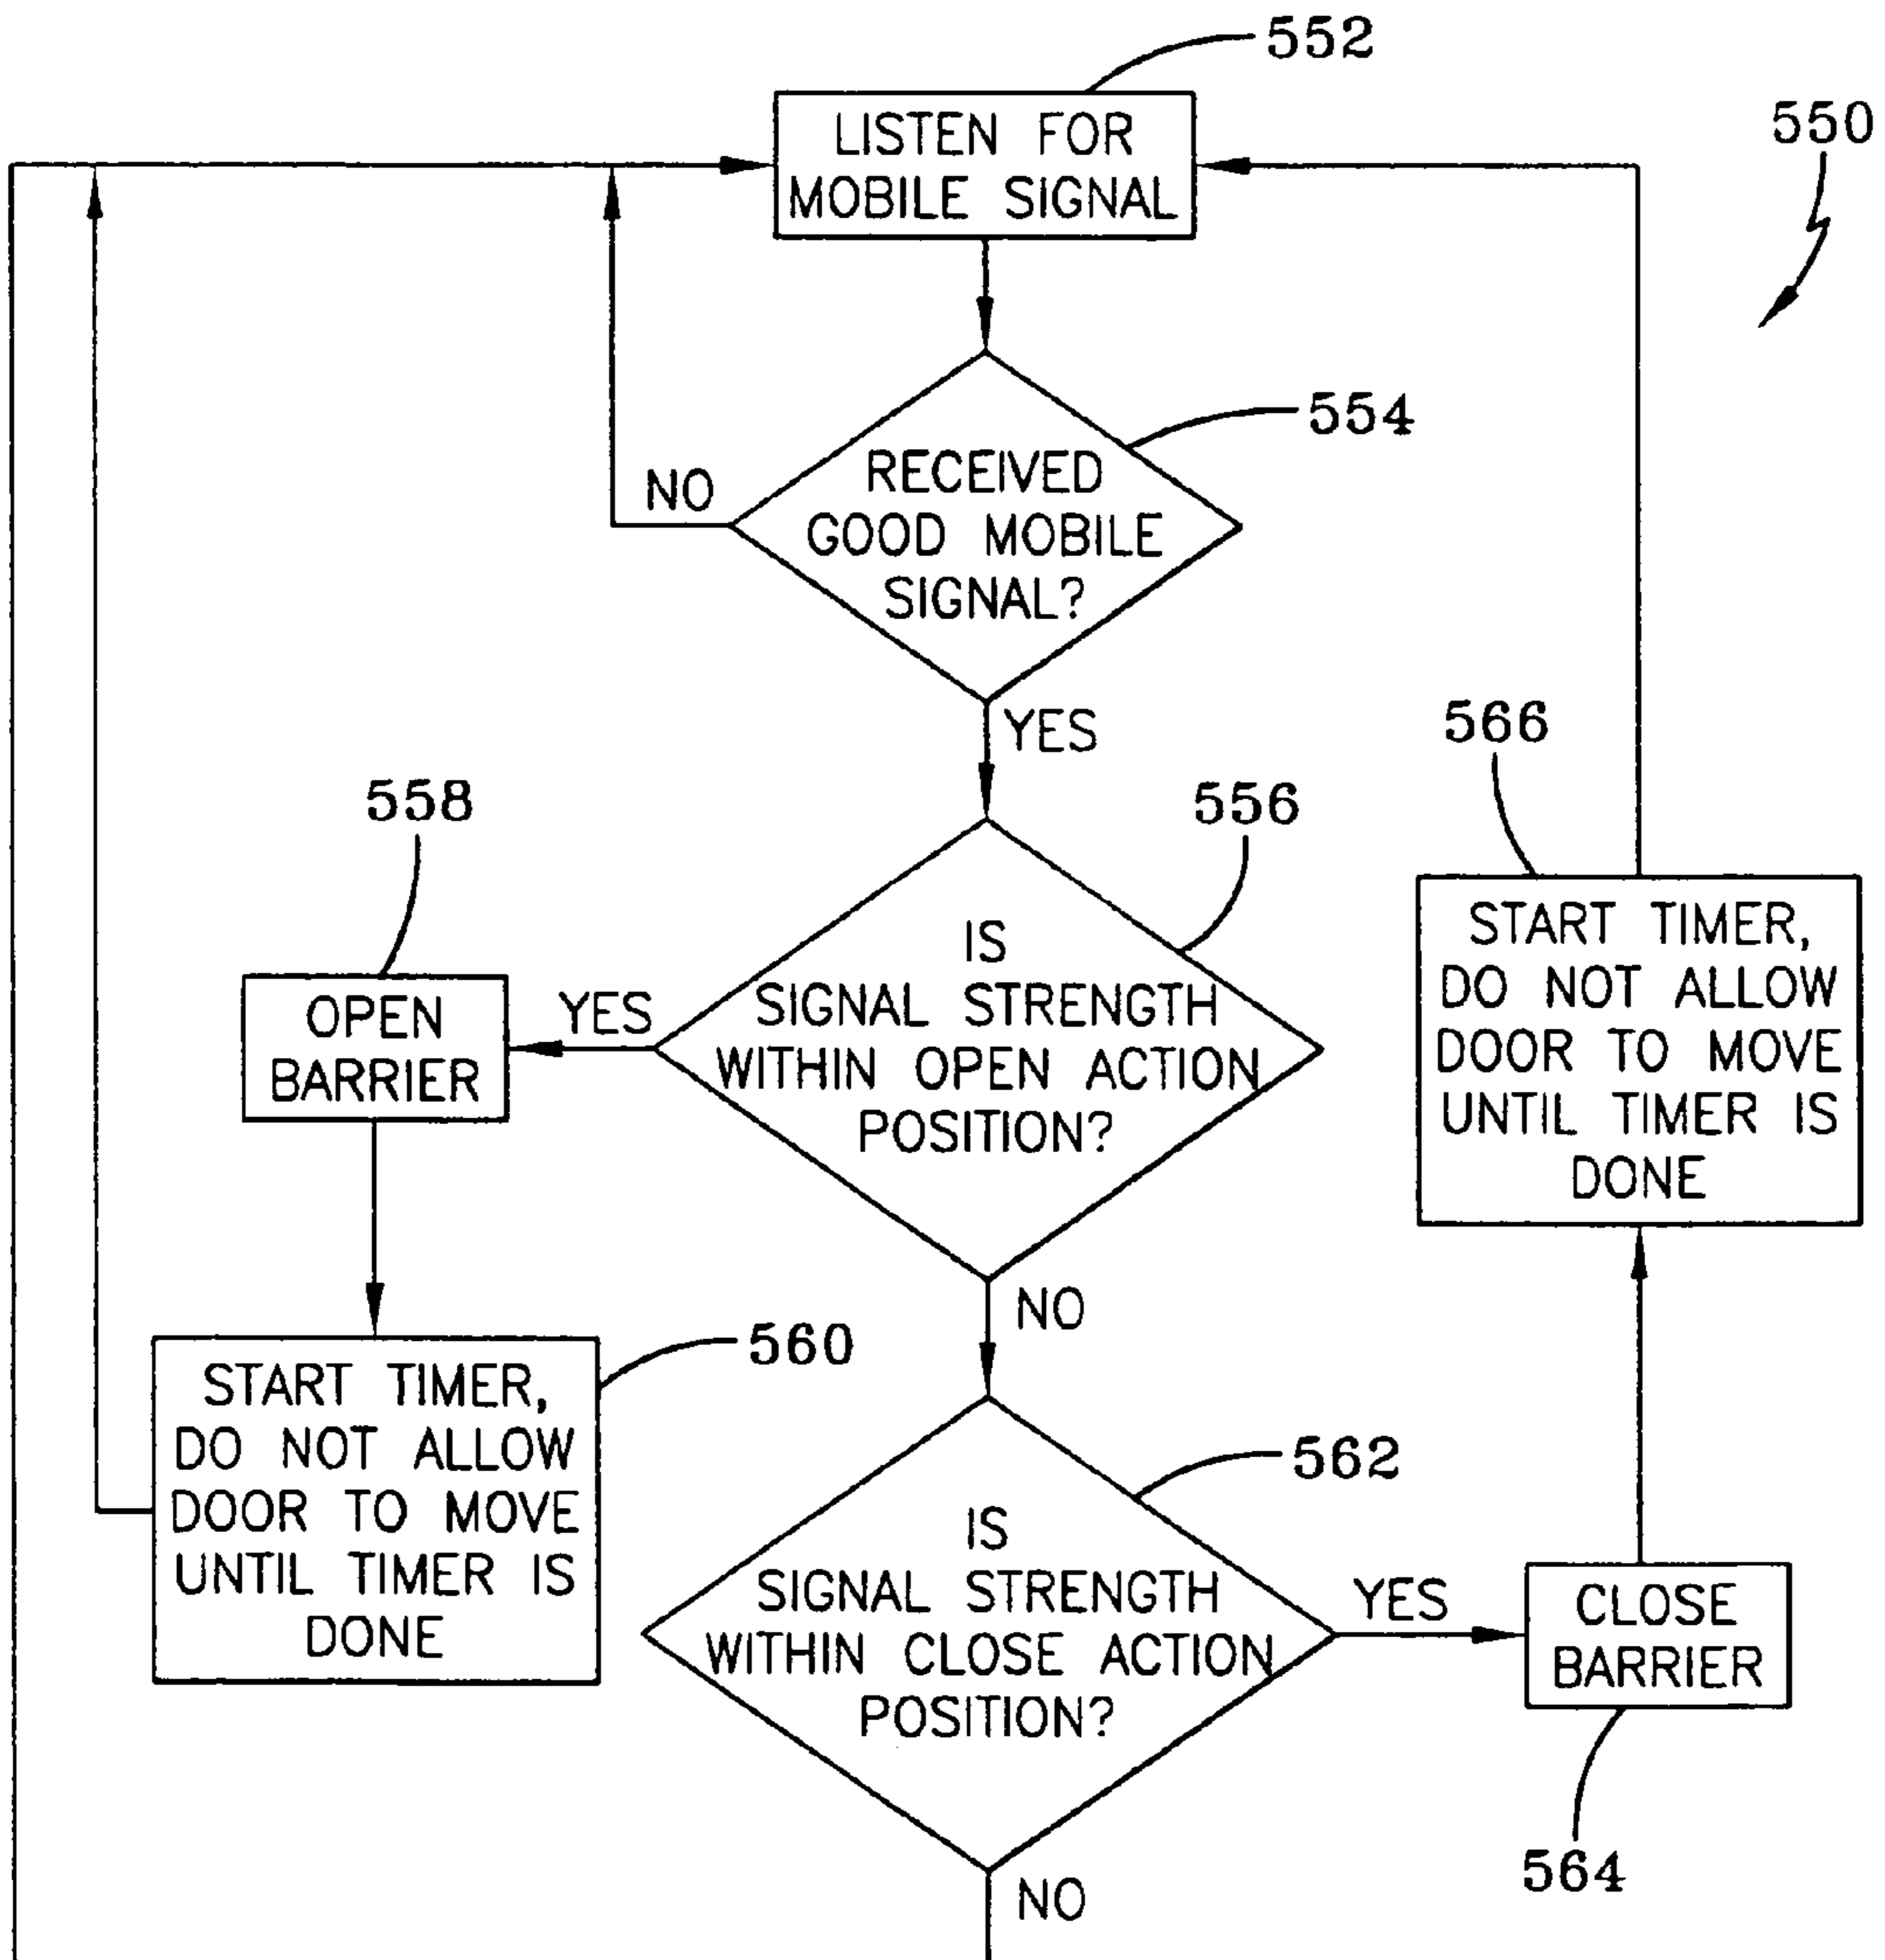 552
LISTEN FOR
MOBILE SIGNAL
550
554
RECEIVED
GOOD MOBILE
SIGNAL?
NO
YES
556
IS
SIGNAL STRENGTH
WITHIN OPEN ACTION
POSITION?
YES
558
OPEN
BARRIER
560
START TIMER,
DO NOT ALLOW
DOOR TO MOVE
UNTIL TIMER IS
DONE
NO
562
IS
SIGNAL STRENGTH
WITHIN CLOSE ACTION
POSITION?
YES
CLOSE
BARRIER
564
566
START TIMER,
DO NOT ALLOW
DOOR TO MOVE
UNTIL TIMER IS
DONE
NO